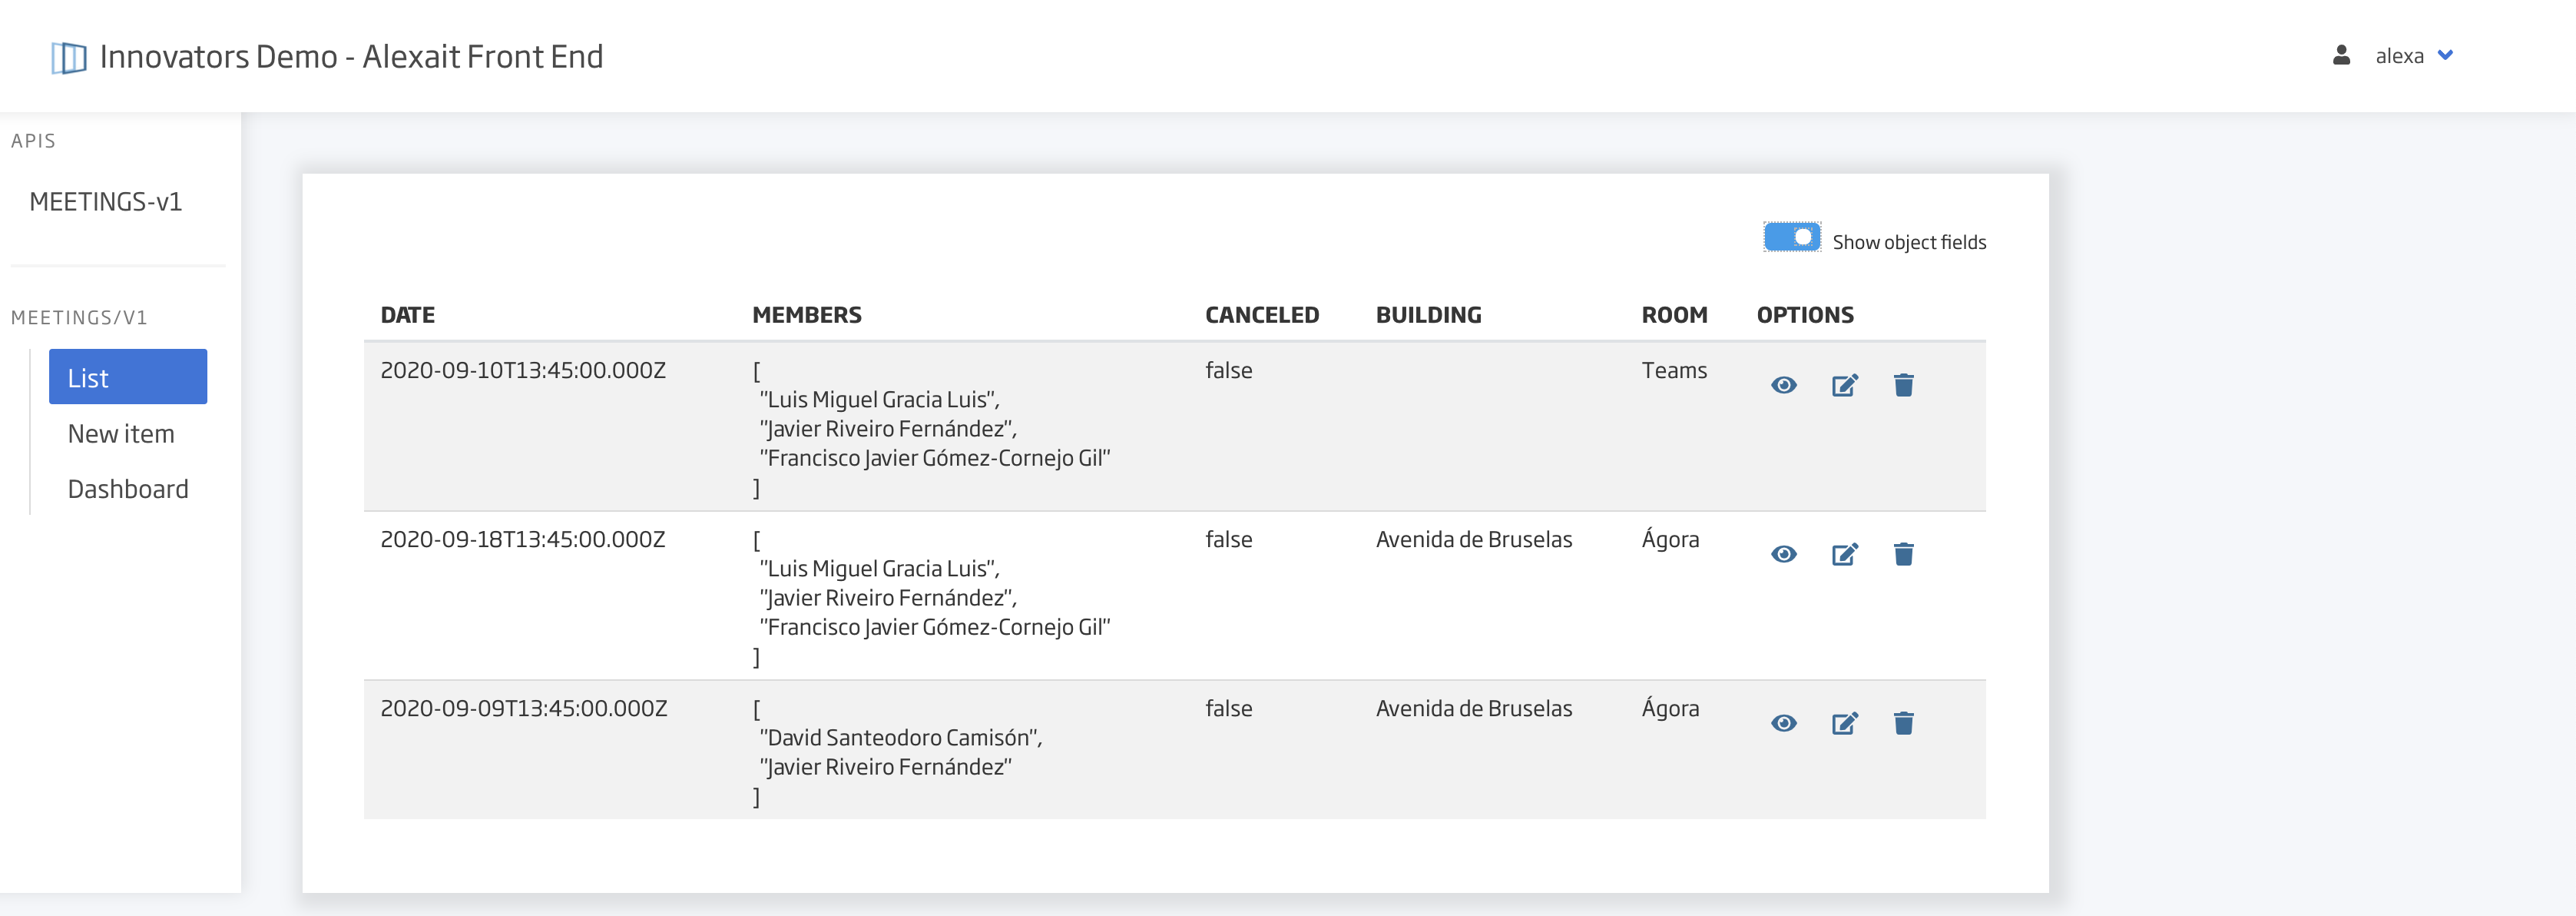 Innovators Demo - Alexait Front End
alexa
APIS
MEETINGS-v1
MEETINGS/V1
List
New item
Dashboard
Show object fields
DATE MEMBERS CANCELED BUILDING ROOM OPTIONS
2020-09-10T13:45:00.000Z [ false Teams
"Luis Miguel Gracia Luis",
"Javier Riveiro Fernández",
"Francisco Javier Gómez-Cornejo Gil"
]
2020-09-18T13:45:00.000Z [ false Avenida de Bruselas Ágora
"Luis Miguel Gracia Luis",
"Javier Riveiro Fernández",
"Francisco Javier Gómez-Cornejo Gil"
]
2020-09-09T13:45:00.000Z [ false Avenida de Bruselas Ágora
"David Santeodoro Camisón",
"Javier Riveiro Fernández"
]